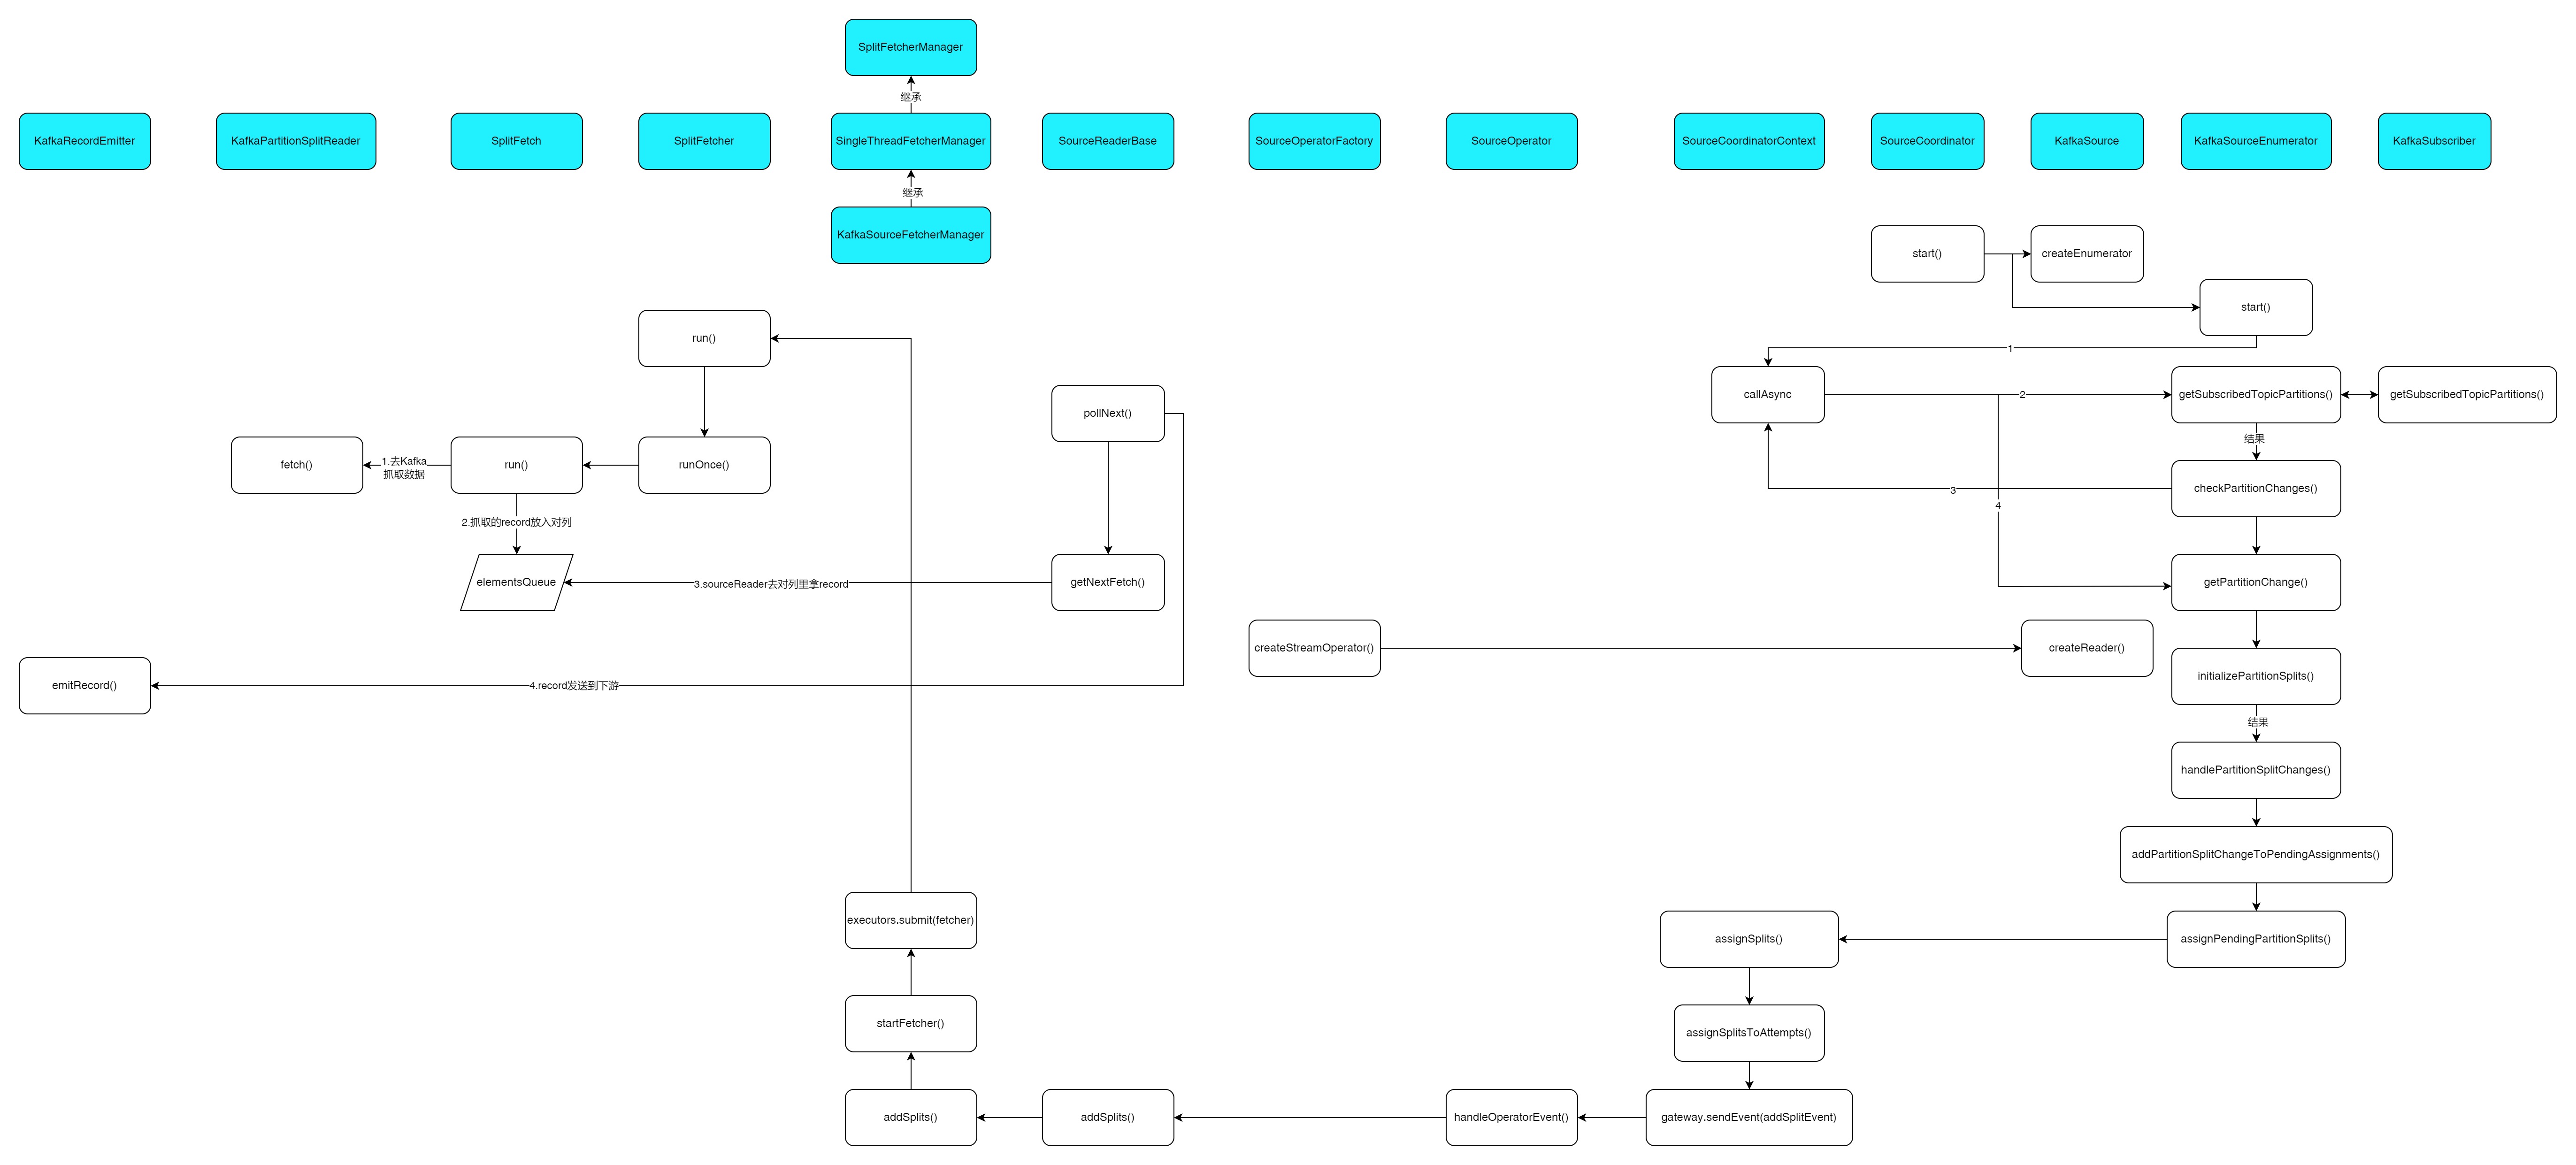 SplitFetcherManager
继承
KafkaRecordEmitter
KafkaPartitionSplitReader
SplitFetch
SplitFetcher
SingleThreadFetcherManager
SourceReaderBase
SourceOperatorFactory
SourceOperator
SourceCoordinatorContext
SourceCoordinator
KafkaSource
KafkaSourceEnumerator
KafkaSubscriber
继承
KafkaSourceFetcherManager
start()
createEnumerator
start()
run()
1
callAsync
2
getSubscribedTopicPartitions()
getSubscribedTopicPartitions()
pollNext()
结果
fetch()
1.去Kafka
抓取数据
run()
runOnce()
3
checkPartitionChanges()
4
2.抓取的record放入对列
elementsQueue
3.sourceReader去对列里拿record
getNextFetch()
getPartitionChange()
createStreamOperator()
createReader()
emitRecord()
4.record发送到下游
initializePartitionSplits()
结果
handlePartitionSplitChanges()
addPartitionSplitChangeToPendingAssignments()
executors.submit(fetcher)
assignSplits()
assignPendingPartitionSplits()
startFetcher()
assignSplitsToAttempts()
addSplits()
addSplits()
handleOperatorEvent()
gateway.sendEvent(addSplitEvent)